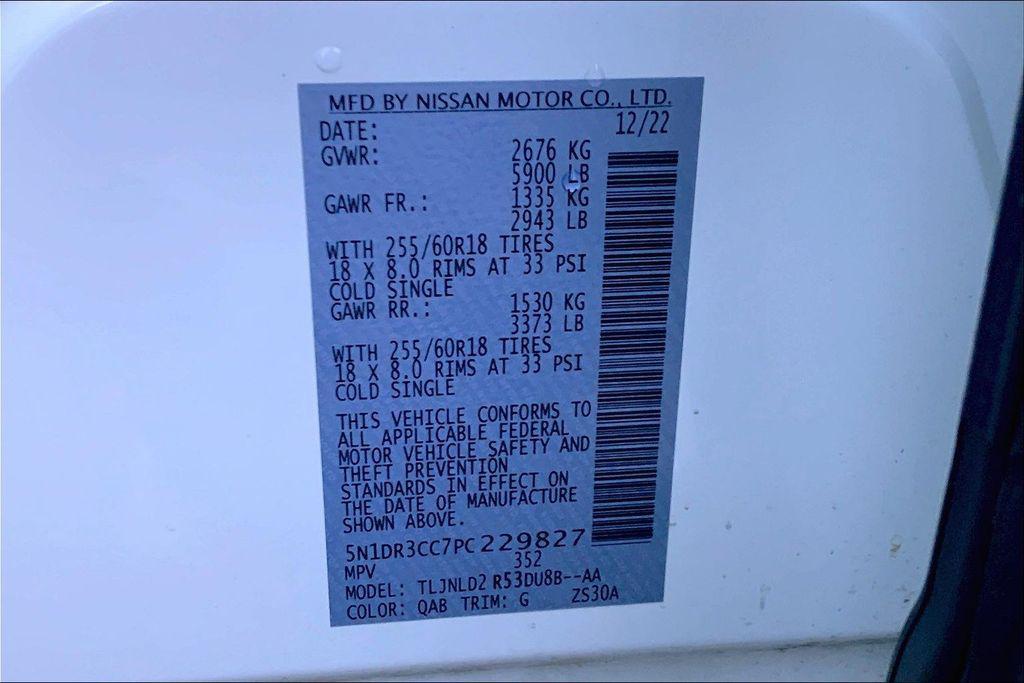 MFD BY NISSAN MOTOR CO., LTD.
DATE: 12/22
GVWR: 2676 KG
5900 LB
GAWR FR.: 1335 KG
2943 LB
WITH 255/60R18 TIRES
18 X 8.0 RIMS AT 33 PSI
COLD SINGLE
GAWR RR.: 1530 KG
3373 LB
WITH 255/60R18 TIRES
18 X 8.0 RIMS AT 33 PSI
COLD SINGLE
THIS VEHICLE CONFORMS TO
ALL APPLICABLE FEDERAL
MOTOR VEHICLE SAFETY AND
THEFT PREVENTION
STANDARDS IN EFFECT ON
THE DATE OF MANUFACTURE
SHOWN ABOVE.
5N1DR3CC7PC229827
MPV 352
MODEL: TLJNLD2 R53DU8B--AA
COLOR: QAB TRIM: G ZS30A